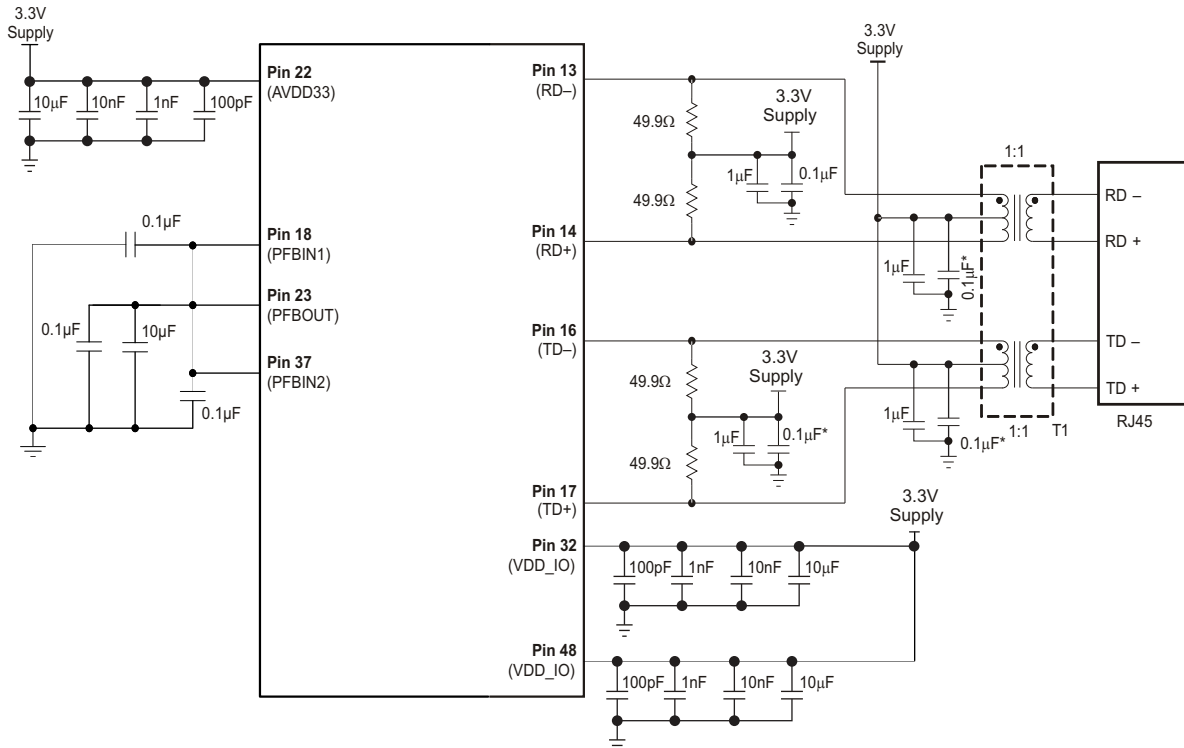 3.3V
Supply
10μF
10nF
1nF
100pF
Pin 22
(AVDD33)
0.1μF
Pin 18
(PFBIN1)
Pin 23
(PFBOUT)
0.1μF
10μF
Pin 37
(PFBIN2)
0.1μF
Pin 13
(RD–)
49.9Ω
3.3V
Supply
1μF
0.1μF
49.9Ω
Pin 14
(RD+)
Pin 16
(TD–)
49.9Ω
3.3V
Supply
1μF
0.1μF*
49.9Ω
Pin 17
(TD+)
3.3V
Supply
1:1
RD –
RD +
1μF
0.1μF*
TD –
TD +
1μF
0.1μF*
1:1
T1
RJ45
Pin 32
(VDD_IO)
100pF
1nF
10nF
10μF
3.3V
Supply
Pin 48
(VDD_IO)
100pF
1nF
10nF
10μF